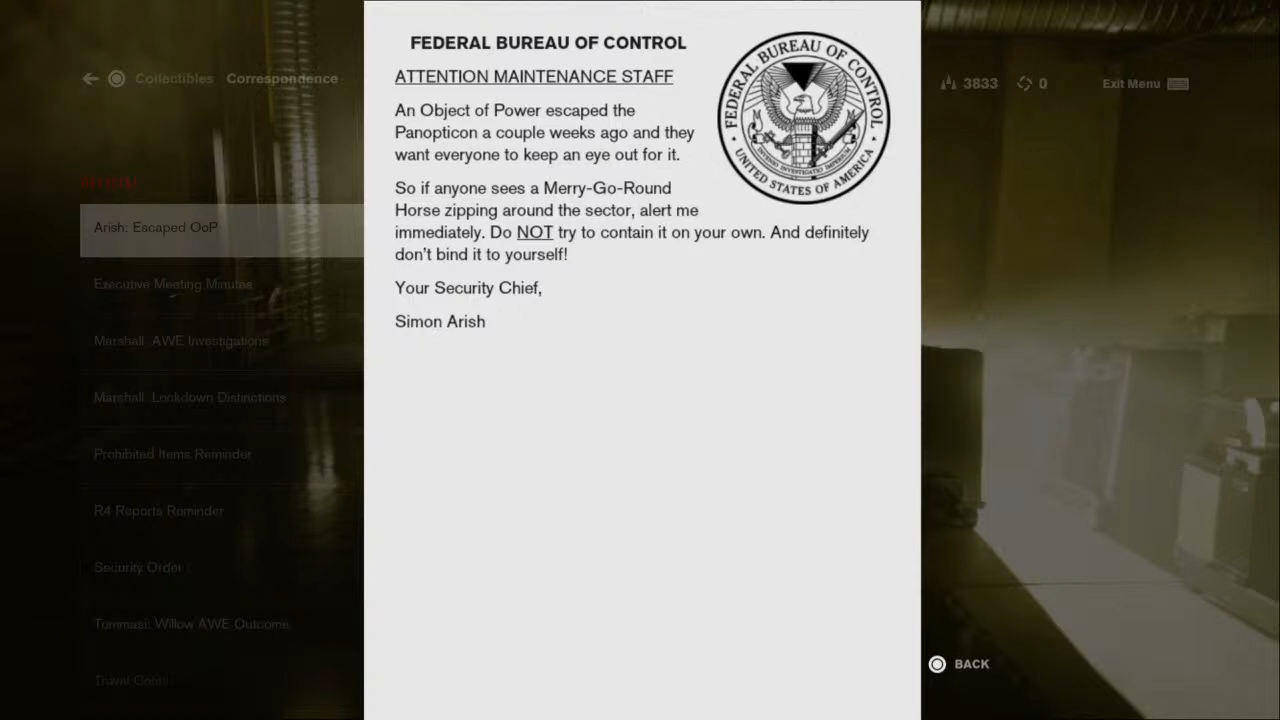 Collectibles Correspondence
3833
0
Exit Menu
Arish: Escaped OoP
Executive Meeting Minutes
Marshall: AWE Investigations
Marshall: Lockdown Distinctions
Prohibited Items Reminder
R4 Reports Reminder
Security Order
Tommasi: Willow AWE Outcome
FEDERAL BUREAU OF CONTROL
ATTENTION MAINTENANCE STAFF
An Object of Power escaped the
Panopticon a couple weeks ago and they
want everyone to keep an eye out for it.
So if anyone sees a Merry-Go-Round
Horse zipping around the sector, alert me
immediately. Do NOT try to contain it on your own. And definitely
don't bind it to yourself!
Your Security Chief,
Simon Arish
FEDERAL BUREAU OF CONTROL
UNITED STATES OF AMERICA
BACK